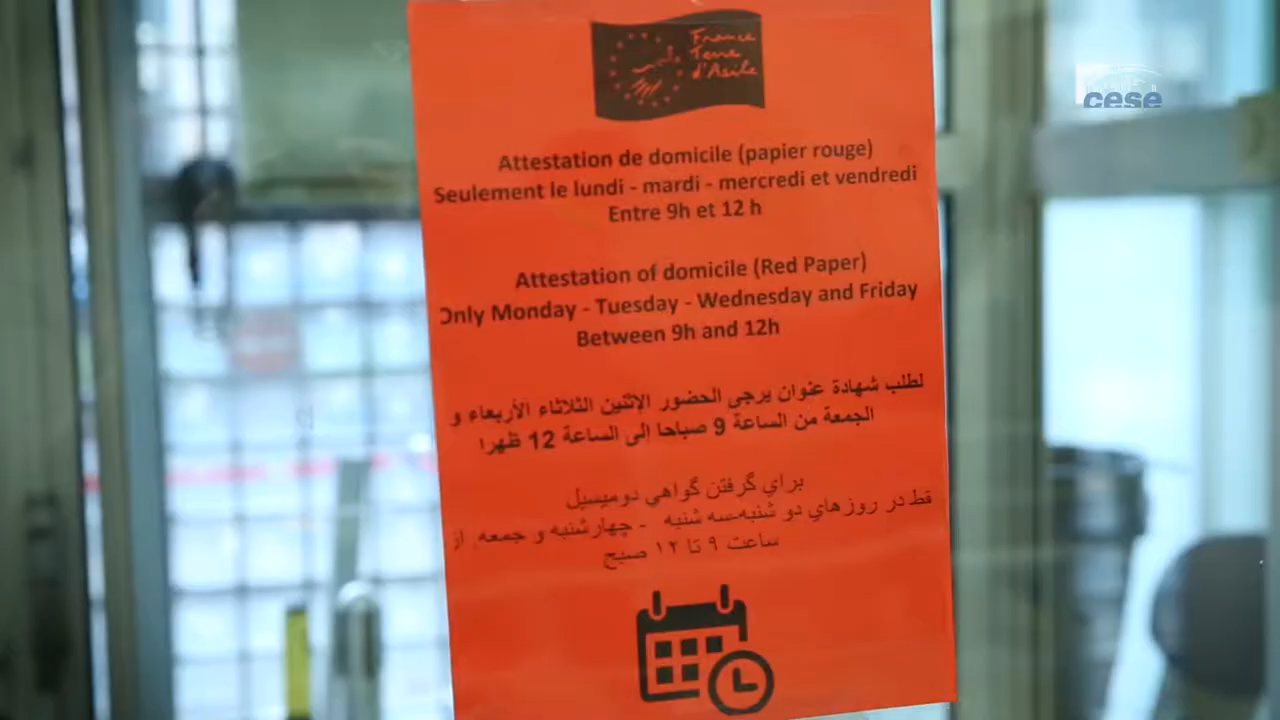 France
Terre
d'Asile
cese
Attestation de domicile (papier rouge)
Seulement le lundi - mardi - mercredi et vendredi
Entre 9h et 12 h
Attestation of domicile (Red Paper)
Only Monday - Tuesday - Wednesday and Friday
Between 9h and 12h
لطلب شهادة عنوان يرجى الحضور الإثنين الثلاثاء الأربعاء و
الجمعة من الساعة 9 صباحا إلى الساعة 12 ظهرا
براي گرفتن گواهي دوميسيل
قط در روزهاي دو شنبه-سه شنبه - چهارشنبه و جمعه، از
ساعت ۹ تا ۱۲ صبح